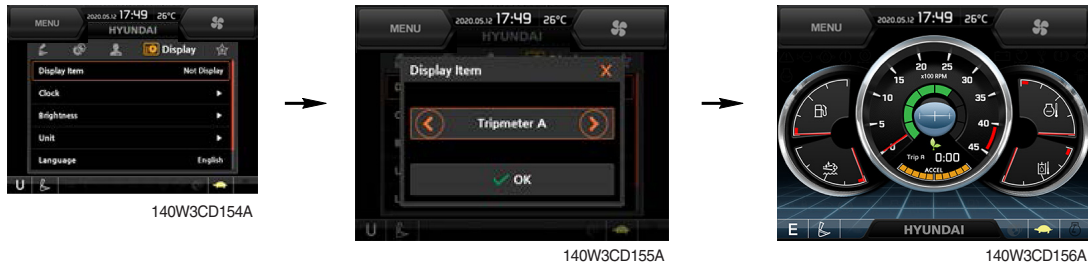 MENU
2020.05.12 17:49 26°C
HYUNDAI
Display
Display Item Not Display
Clock
Brightness
Unit
Language English
U
140W3CD154A
MENU
2020.05.12 17:49 26°C
HYUNDAI
Display Item X
Tripmeter A
OK
U
140W3CD155A
MENU
2020.05.12 17:49 26°C
20 25
x100 RPM
15 30
10 35
5 40
0 45
Trip A 0:00
ACCEL
E
HYUNDAI
140W3CD156A